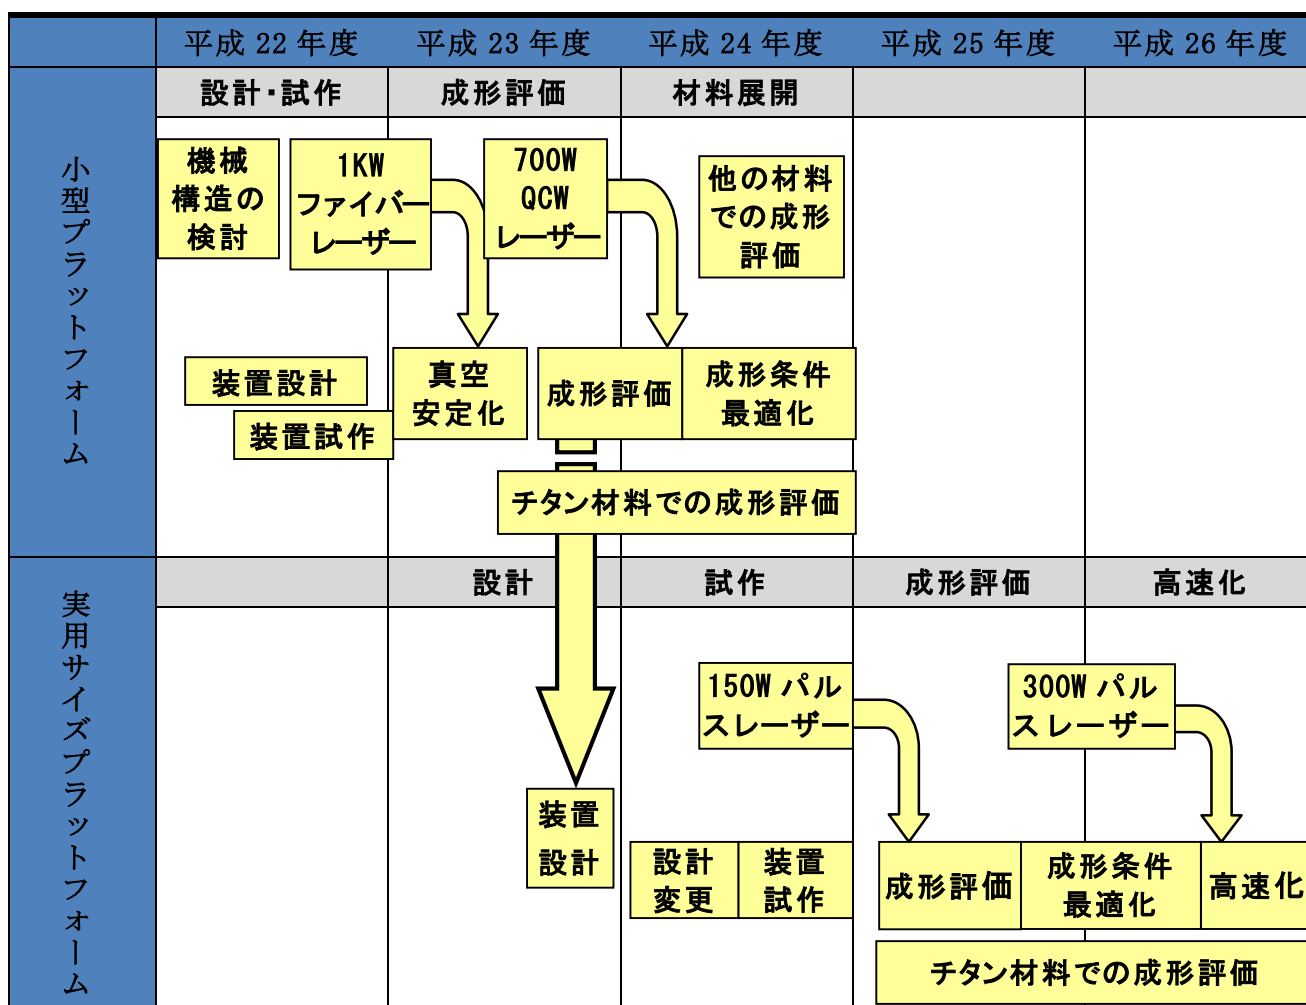 平成 22 年度
平成 23 年度
平成 24 年度
平成 25 年度
平成 26 年度
小型プラットフォーム
設計・試作
成形評価
材料展開
機械
構造の
検討
1KW
ファイバー
レーザー
700W
QCW
レーザー
他の材料
での成形
評価
装置設計
装置試作
真空
安定化
成形評価
成形条件
最適化
チタン材料での成形評価
実用サイズプラットフォーム
設計
試作
成形評価
高速化
150W パル
スレーザー
300W パル
スレーザー
装置
設計
設計
変更
装置
試作
成形評価
成形条件
最適化
高速化
チタン材料での成形評価